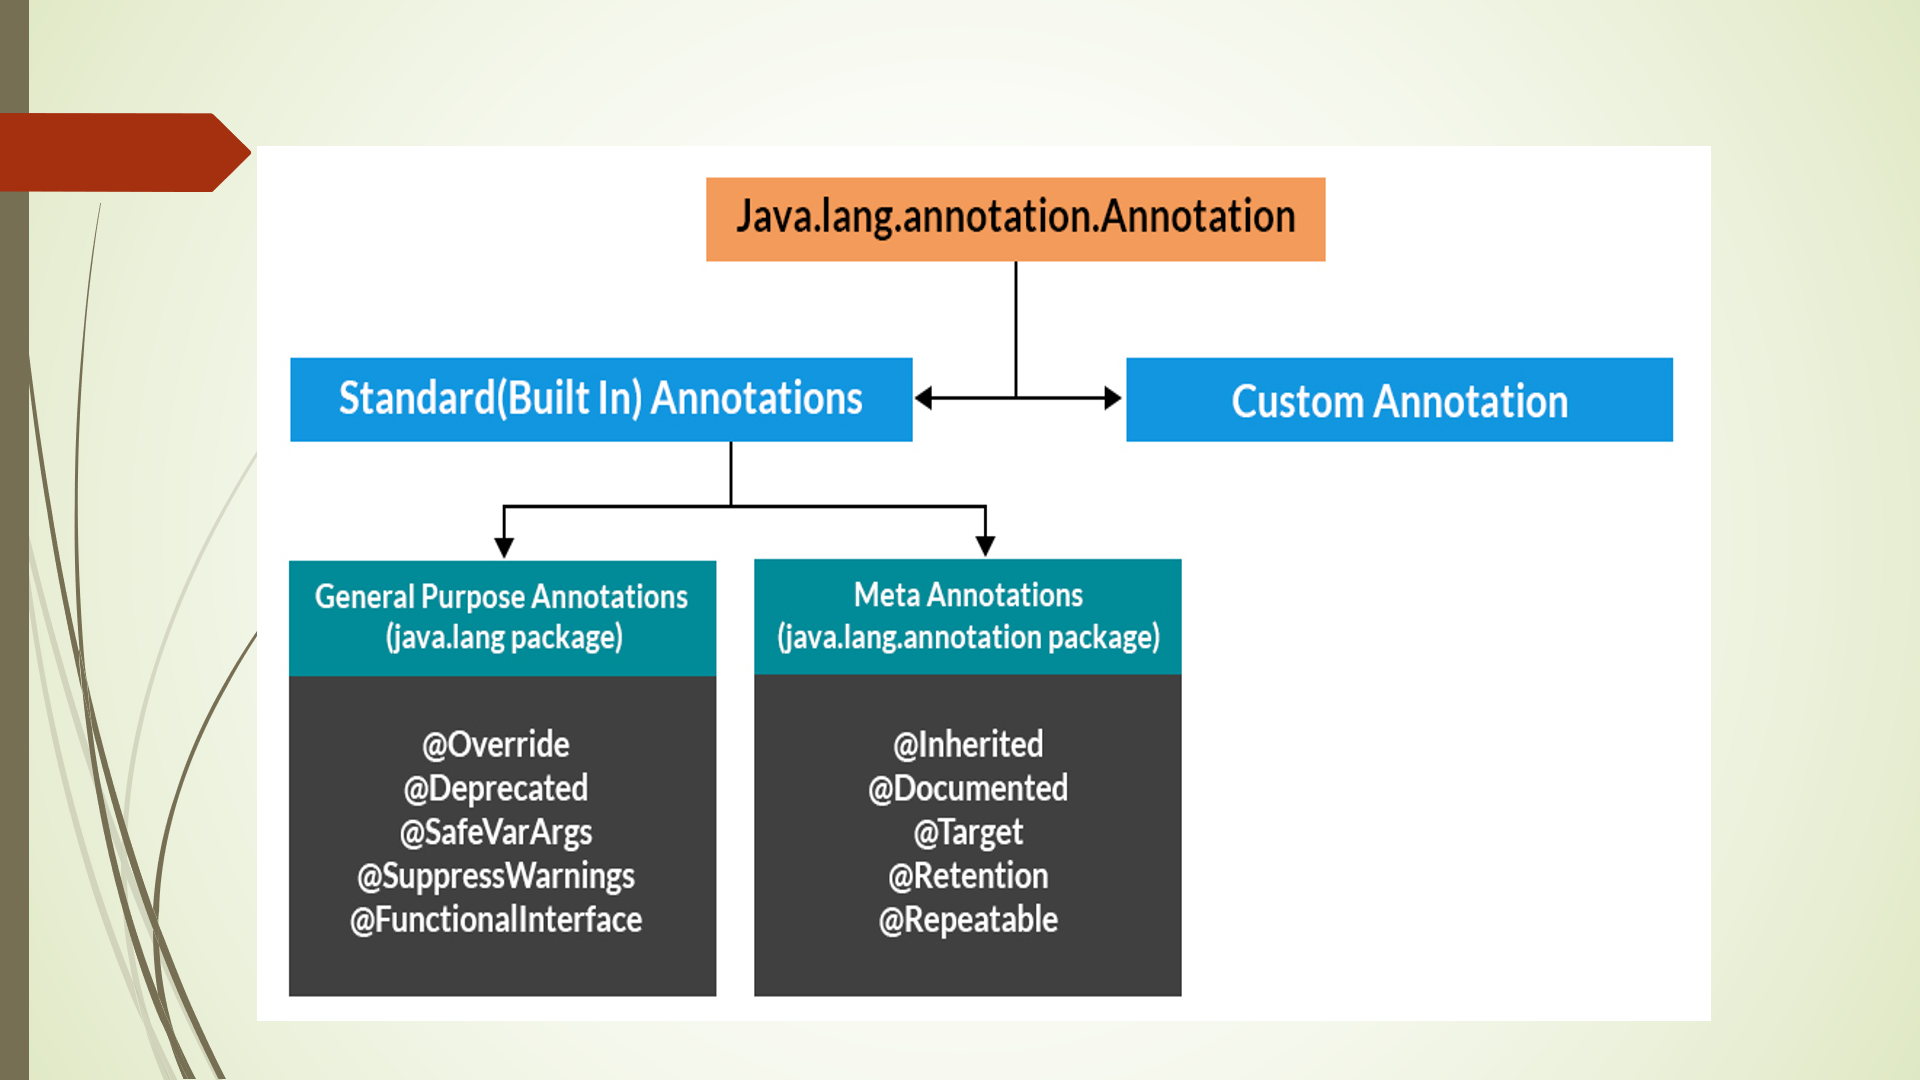 Java.lang.annotation.Annotation
Standard(Built In) Annotations
Custom Annotation
General Purpose Annotations
(java.lang package)
@Override
@Deprecated
@SafeVarArgs
@SuppressWarnings
@FunctionalInterface
Meta Annotations
(java.lang.annotation package)
@Inherited
@Documented
@Target
@Retention
@Repeatable